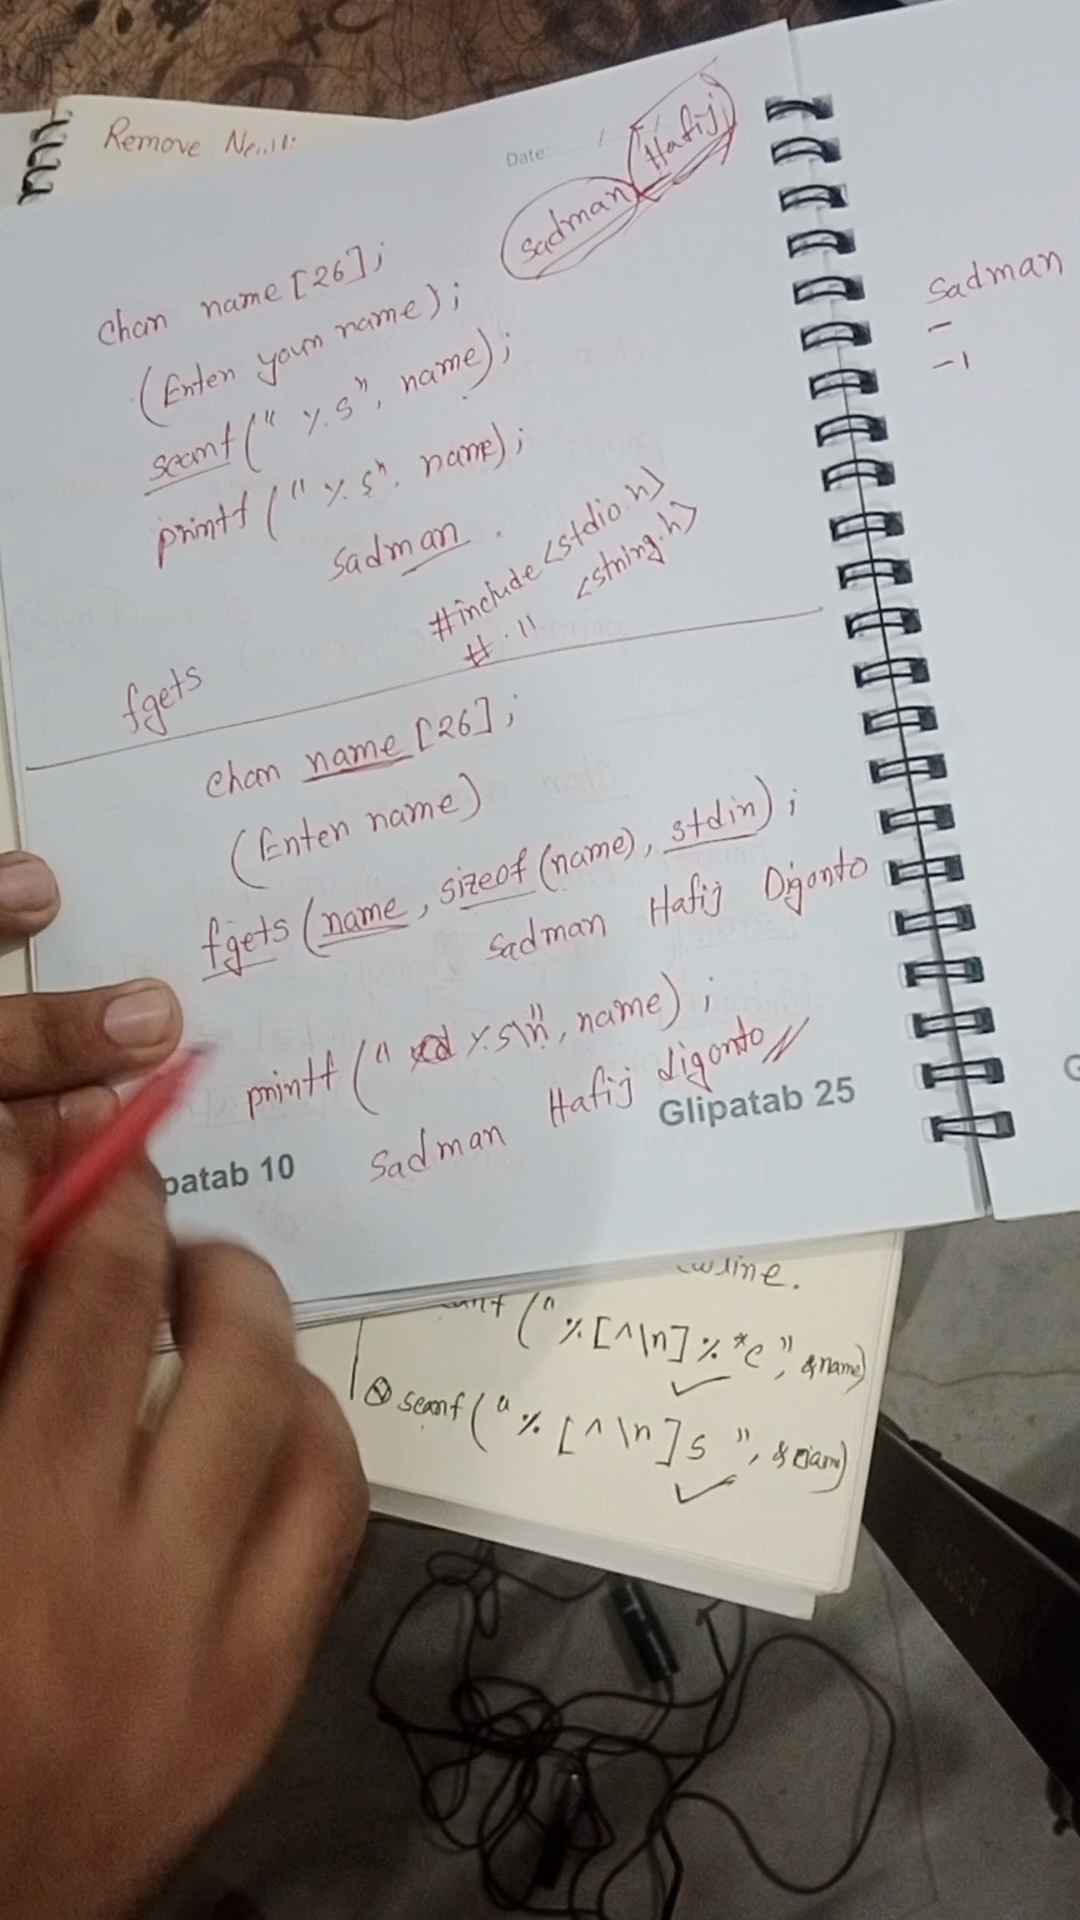 Remove
Date:
Sadman Hafij
char name [26];
(Enter your name);
scanf(" %s", name);
printf (" %s", name);
Sadman
Sadman.
#include <stdio.h>
# " <string.h>
fgets
char name [26];
(Enter name)
fgets (name, sizeof (name), stdin);
Sadman Hafij Digonto
printf (" %s\n", name);
Sadman Hafij digonto //
patab 10
Glipatab 25
wline.
("%[^\n]%*c", &name)
scanf ("%[^\n]s", &name)